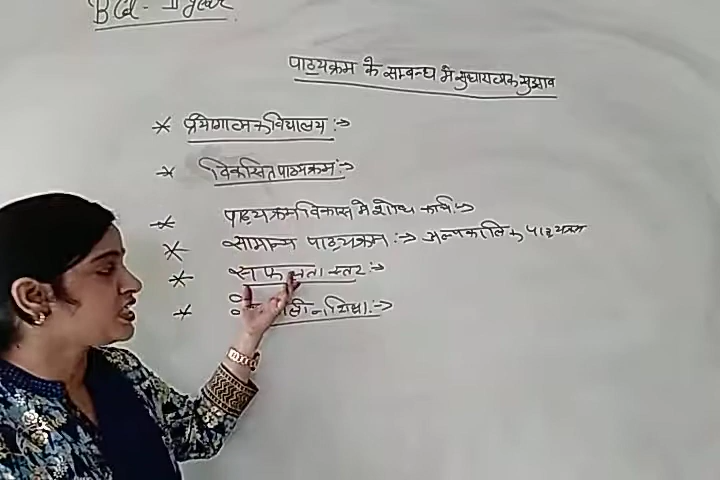 B Ed - II year
पाठ्यक्रम के सम्बन्ध में सुधारात्मक सुझाव
* प्रयोगात्मक विद्यालय :->
* विकसित पाठ्यक्रम :->
* पाठ्यक्रम विकास में शोध कार्य :->
* सामान्य पाठ्यक्रम :-> अल्पकालिक पाठ्यक्रम
* सफलता स्तर :->
* शिक्षा :->